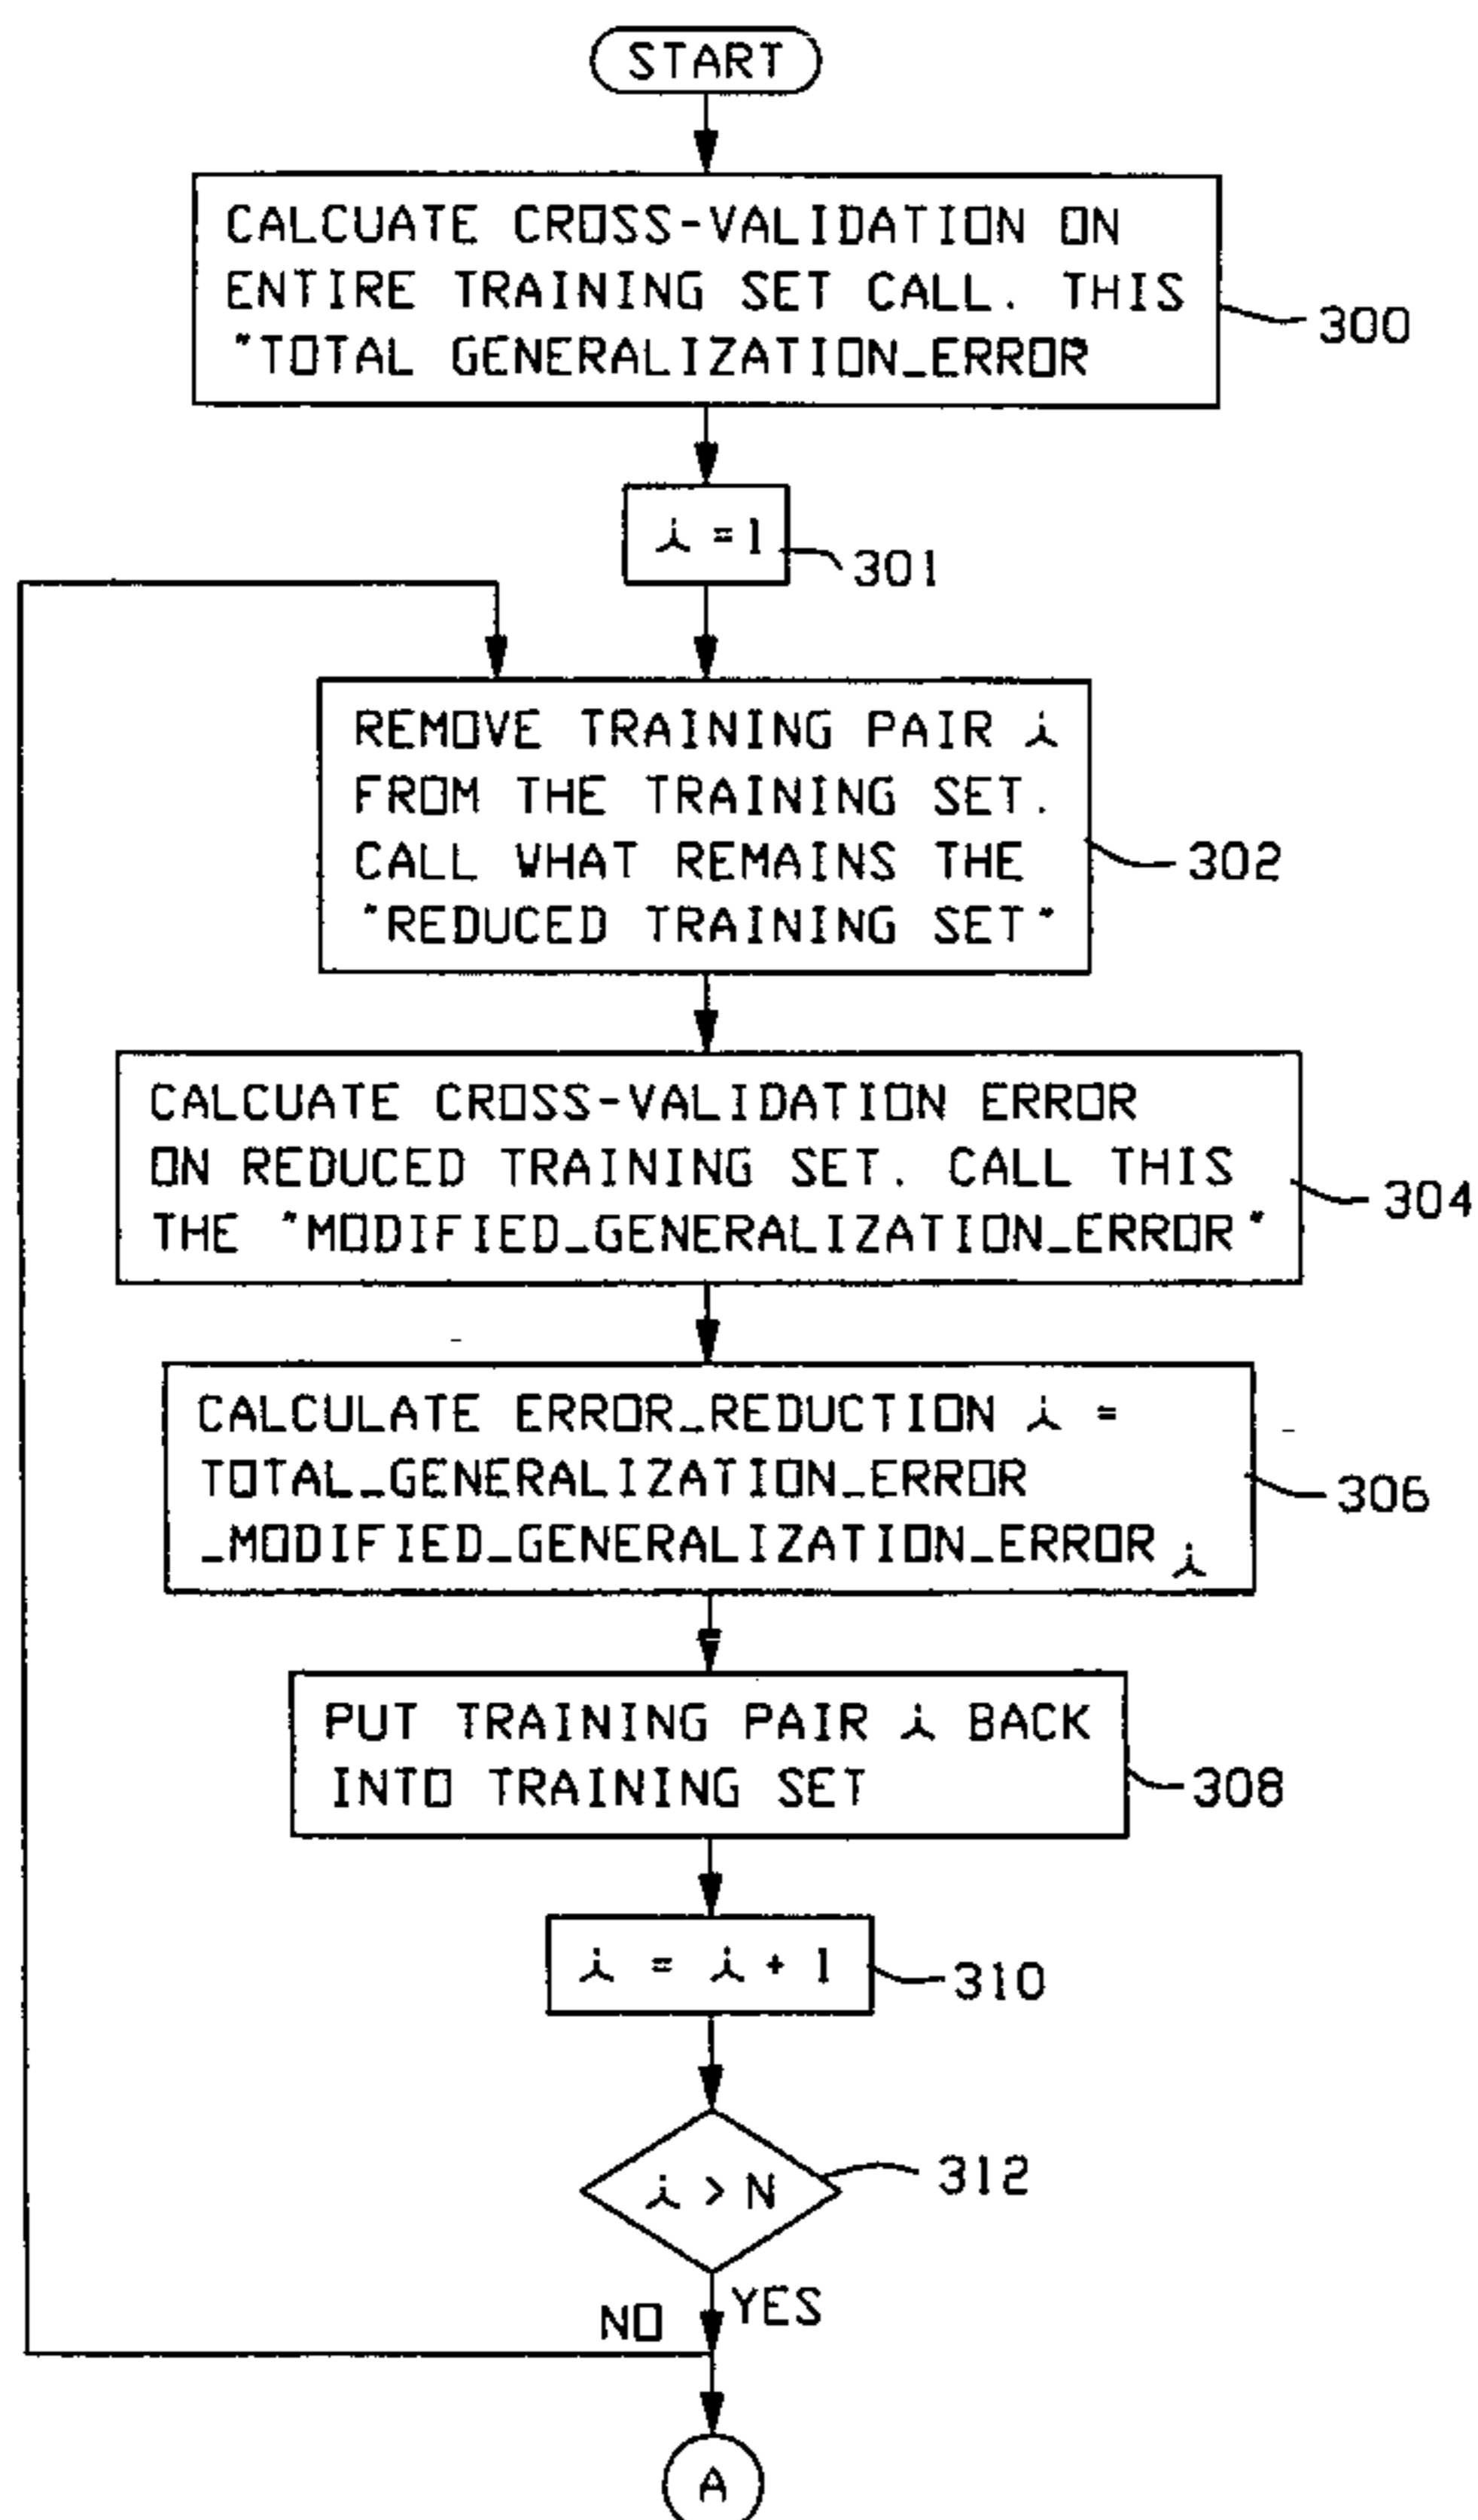 START
CALCUATE CROSS-VALIDATION ON
ENTIRE TRAINING SET CALL. THIS
"TOTAL GENERALIZATION_ERROR
300
i =1
301
REMOVE TRAINING PAIR i
FROM THE TRAINING SET.
CALL WHAT REMAINS THE
"REDUCED TRAINING SET"
302
CALCUATE CROSS-VALIDATION ERROR
ON REDUCED TRAINING SET. CALL THIS
THE "MODIFIED_GENERALIZATION_ERROR"
304
CALCULATE ERROR_REDUCTION i =
TOTAL_GENERALIZATION_ERROR
_MODIFIED_GENERALIZATION_ERROR i
306
PUT TRAINING PAIR i BACK
INTO TRAINING SET
308
i = i + 1
310
i > N
312
NO
YES
A